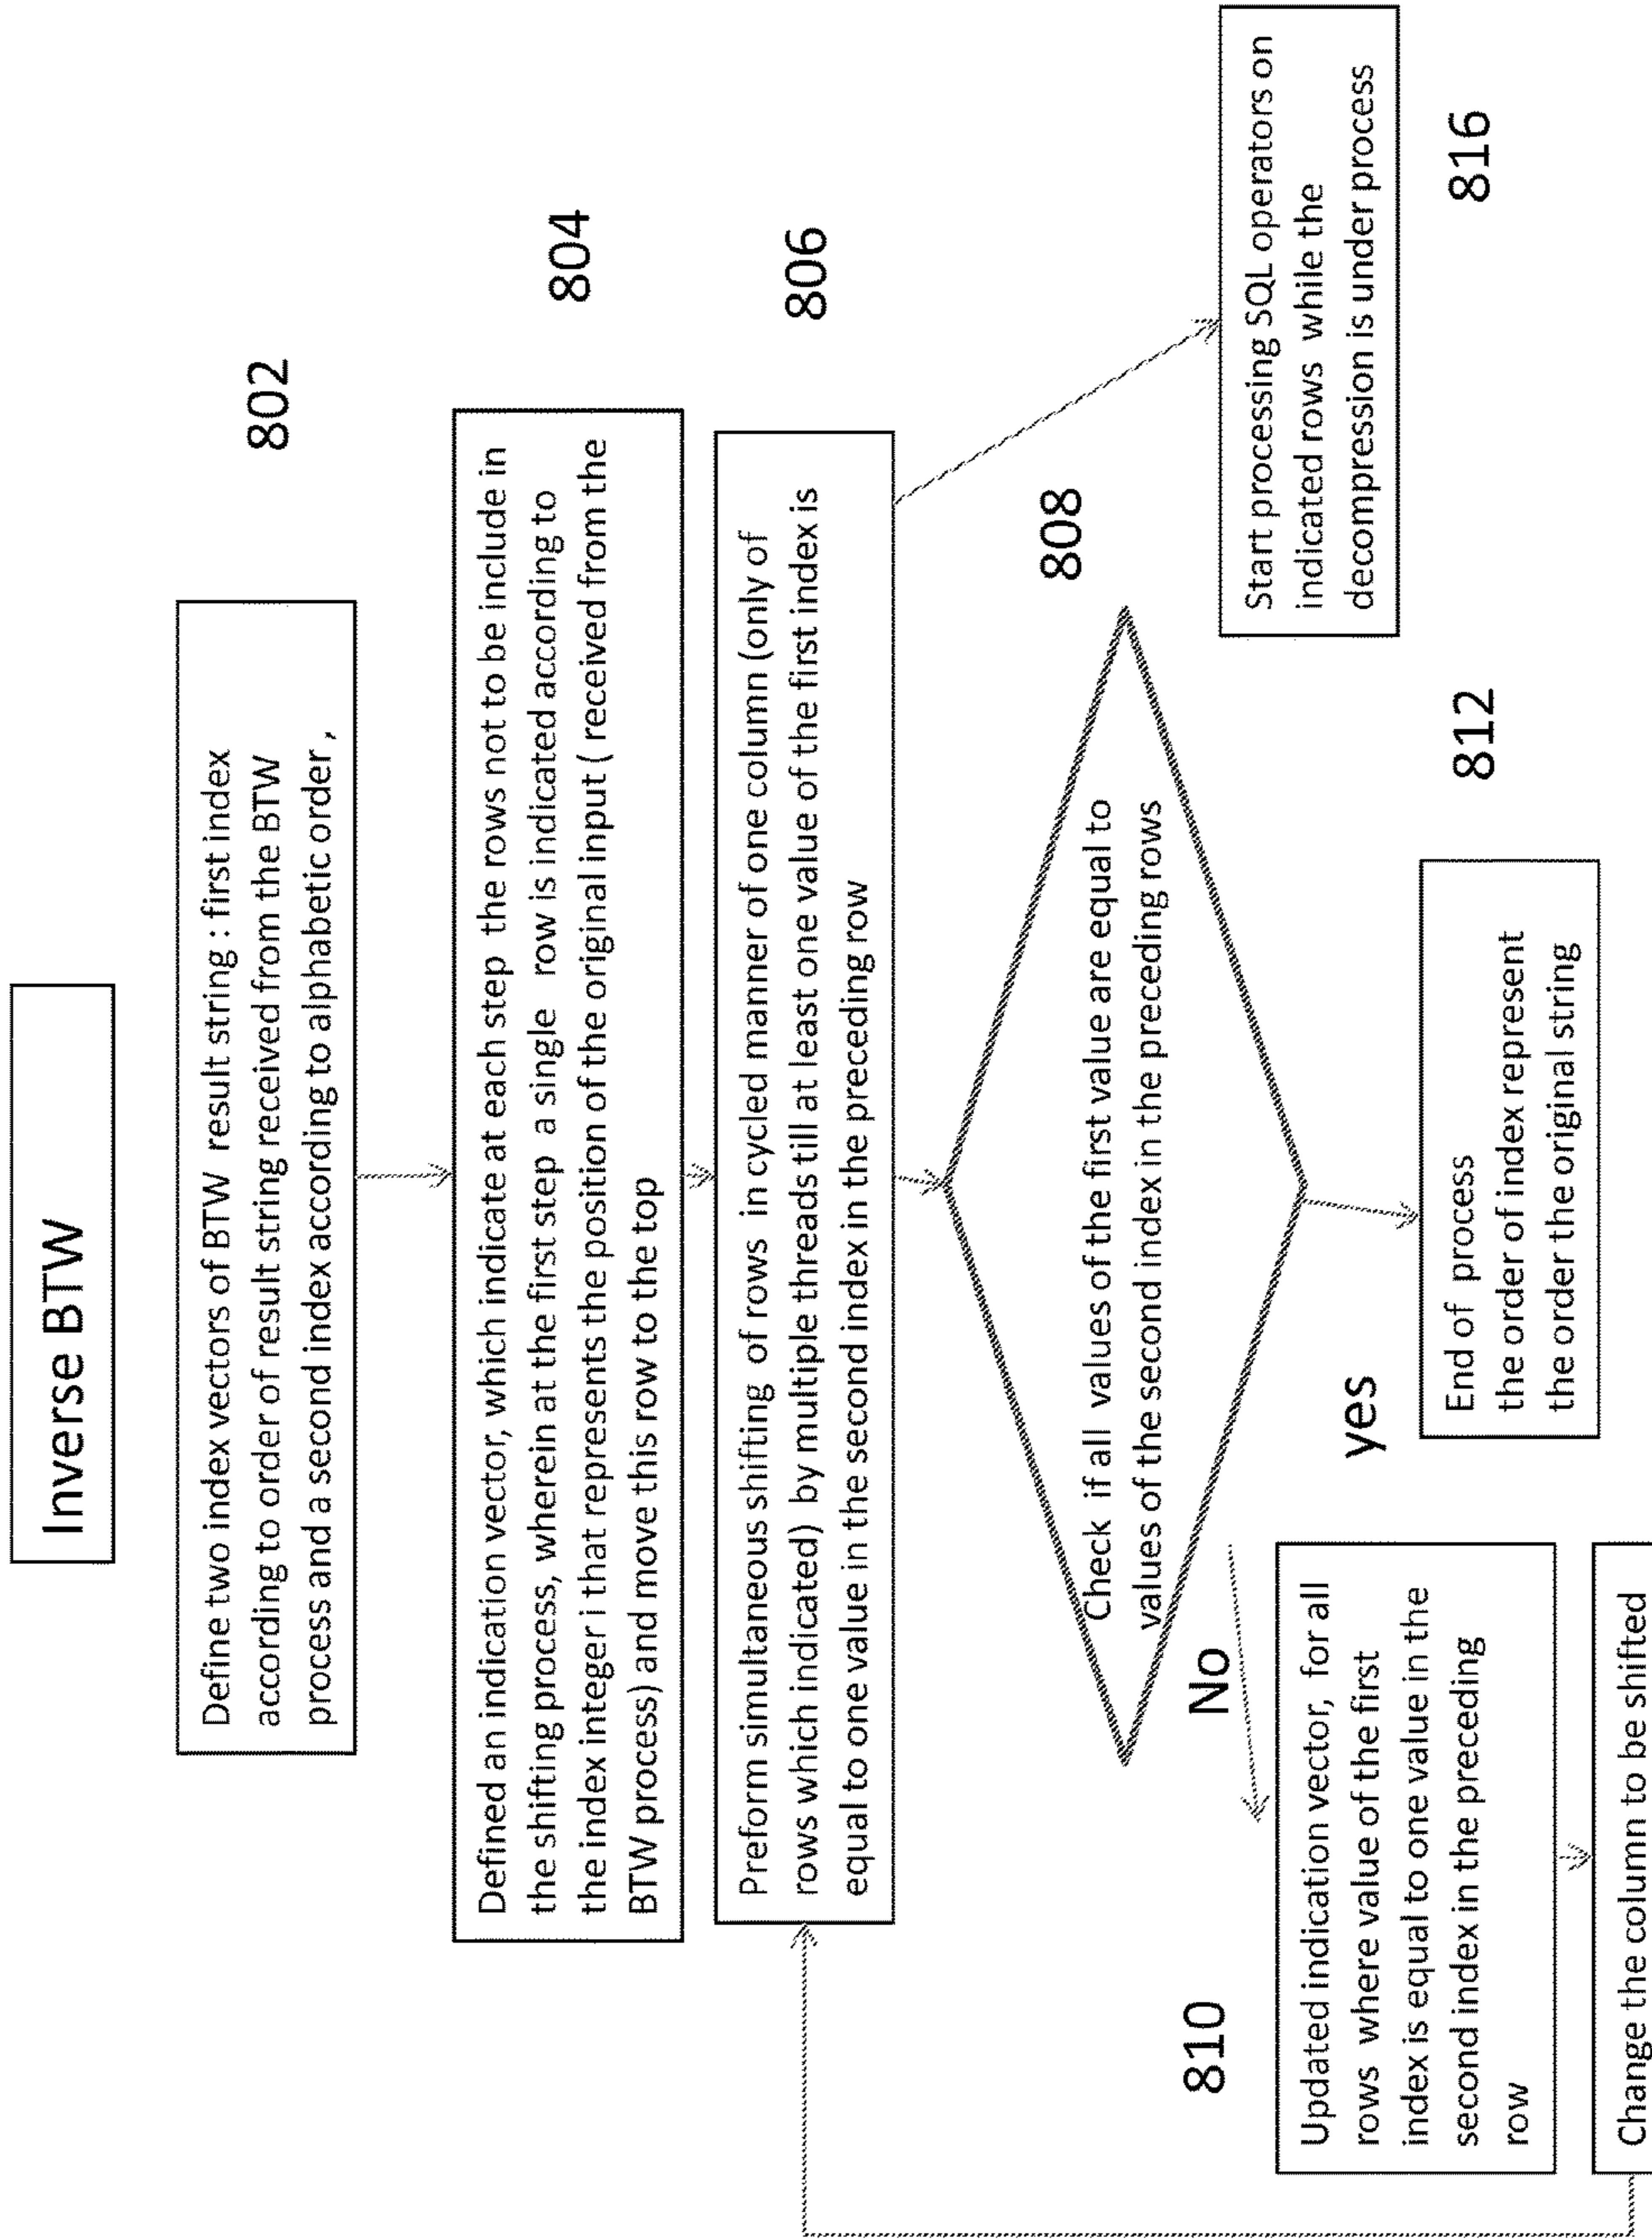 Inverse BTW
Define two index vectors of BTW result string : first index
according to order of result string received from the BTW
process and a second index according to alphabetic order ,
802
Defined an indication vector, which indicate at each step the rows not to be include in
the shifting process, wherein at the first step a single row is indicated according to
the index integer i that represents the position of the original input ( received from the
BTW process) and move this row to the top
804
Preform simultaneous shifting of rows in cycled manner of one column (only of
rows which indicated) by multiple threads till at least one value of the first index is
equal to one value in the second index in the preceding row
806
Check if all values of the first value are equal to
values of the second index in the preceding rows
808
No
yes
810
Updated indication vector, for all
rows where value of the first
index is equal to one value in the
second index in the preceding
row
Change the column to be shifted
End of process
the order of index represent
the order the original string
812
Start processing SQL operators on
indicated rows while the
decompression is under process
816